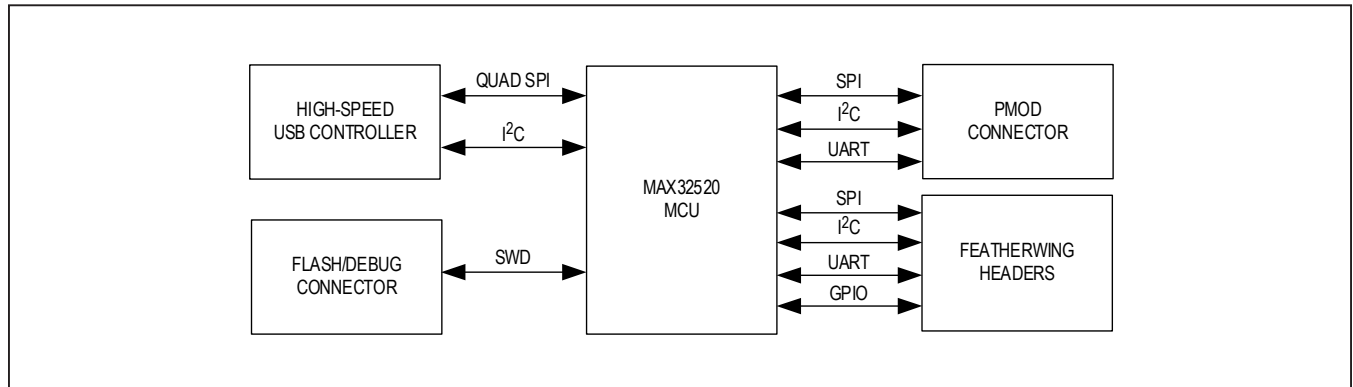 HIGH-SPEED
USB CONTROLLER
QUAD SPI
I²C
FLASH/DEBUG
CONNECTOR
SWD
MAX32520
MCU
SPI
I²C
UART
PMOD
CONNECTOR
SPI
I²C
UART
GPIO
FEATHERWING
HEADERS